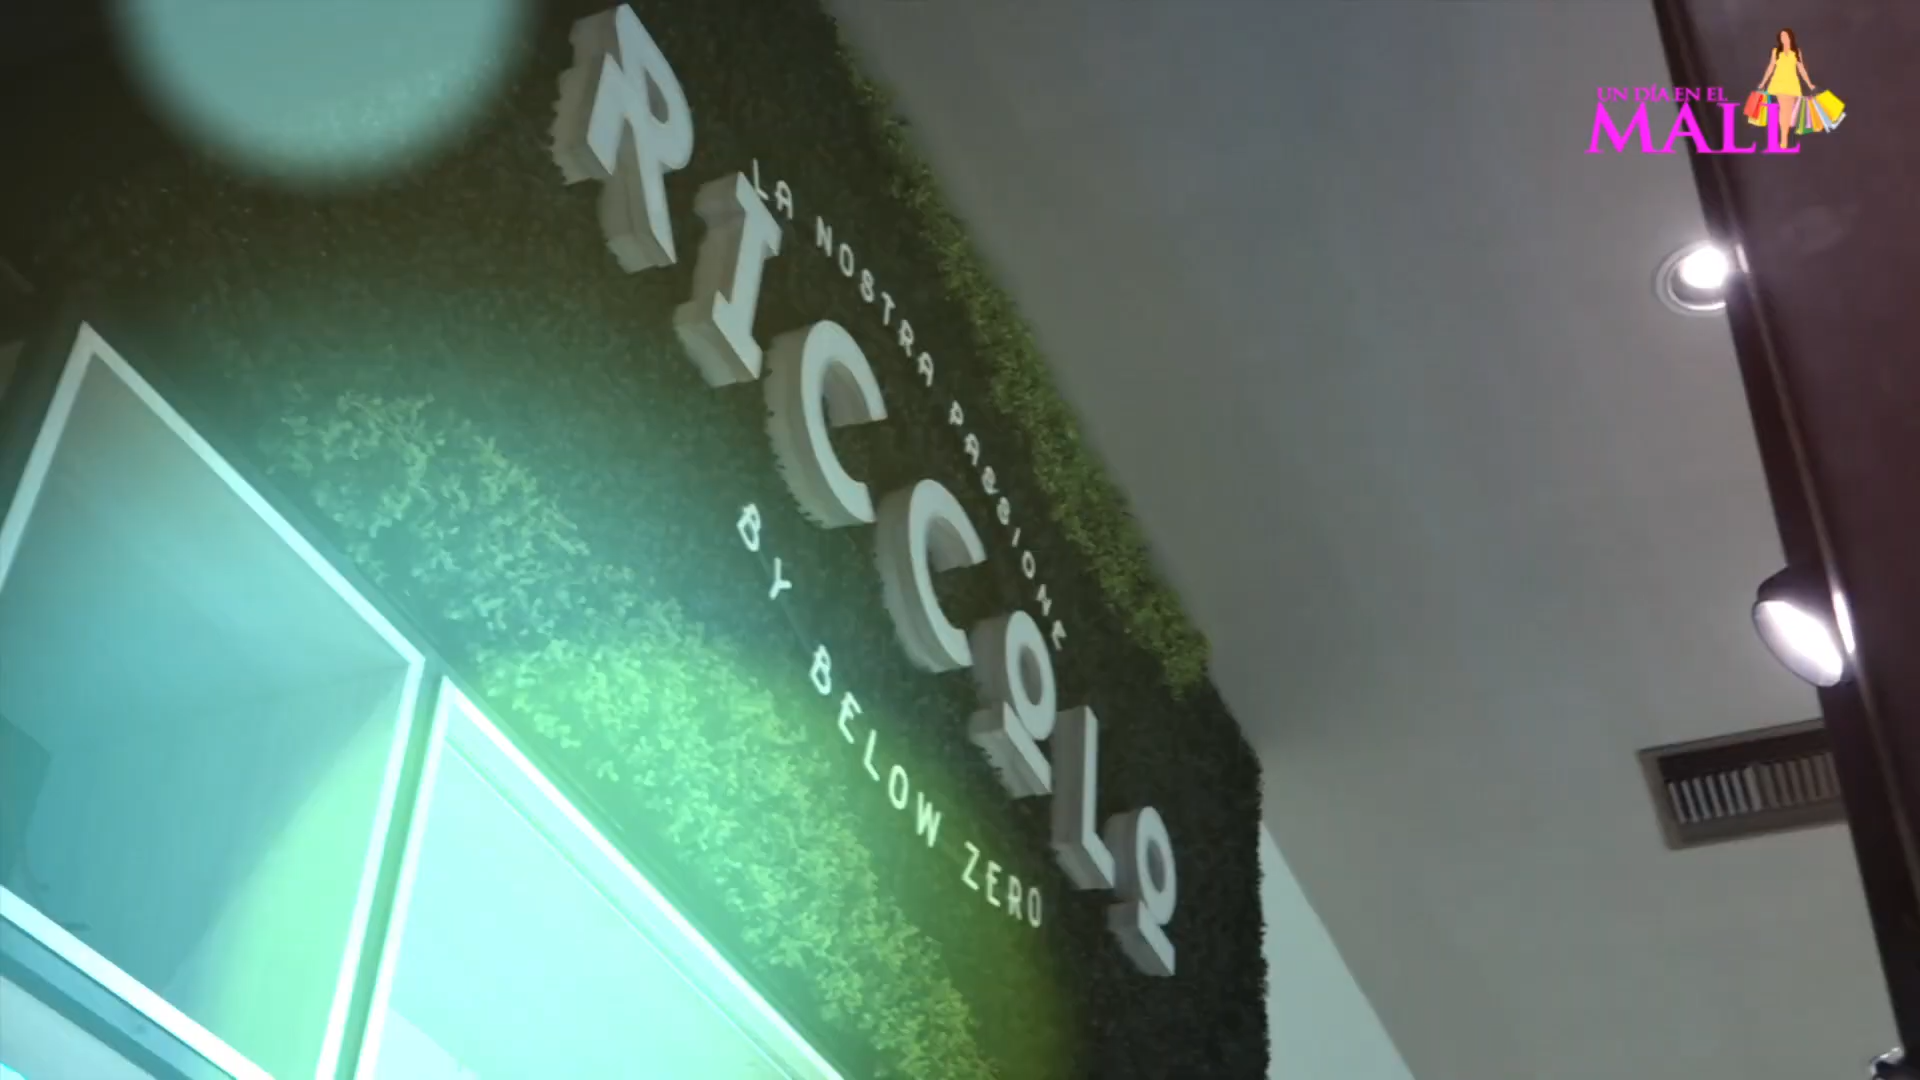 UN DÍA EN EL
MALL
LA NOSTRA PASSIONE
RICCOLO
BY BELOW ZERO